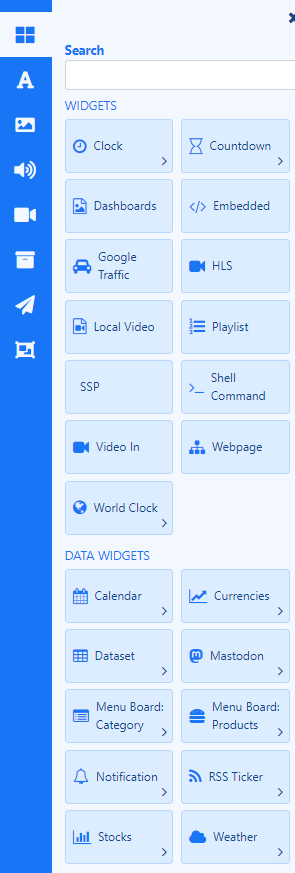 Search
WIDGETS
Clock
Countdown
Dashboards
Embedded
Google
Traffic
HLS
Local Video
Playlist
SSP
Shell
Command
Video In
Webpage
World Clock
DATA WIDGETS
Calendar
Currencies
Dataset
Mastodon
Menu Board:
Category
Menu Board:
Products
Notification
RSS Ticker
Stocks
Weather